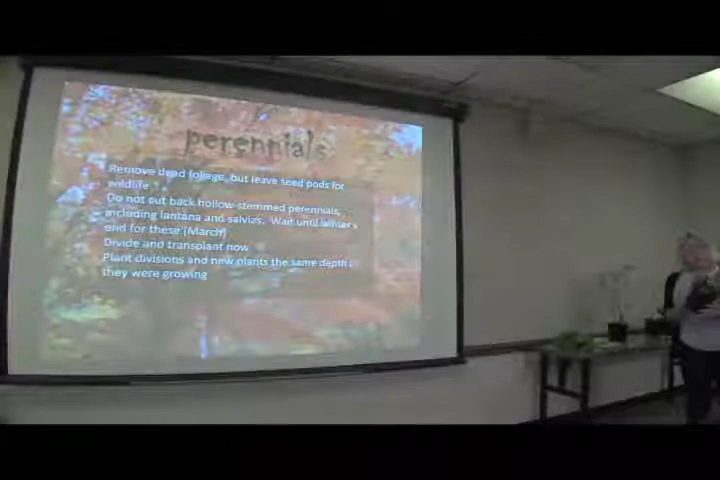 perennials
Remove dead foliage, but leave seed pods for
wildlife
Do not cut back hollow-stemmed perennials,
including lantana and salvias. Wait until winter's
end for these (March)
Divide and transplant now
Plant divisions and new plants the same depth
they were growing